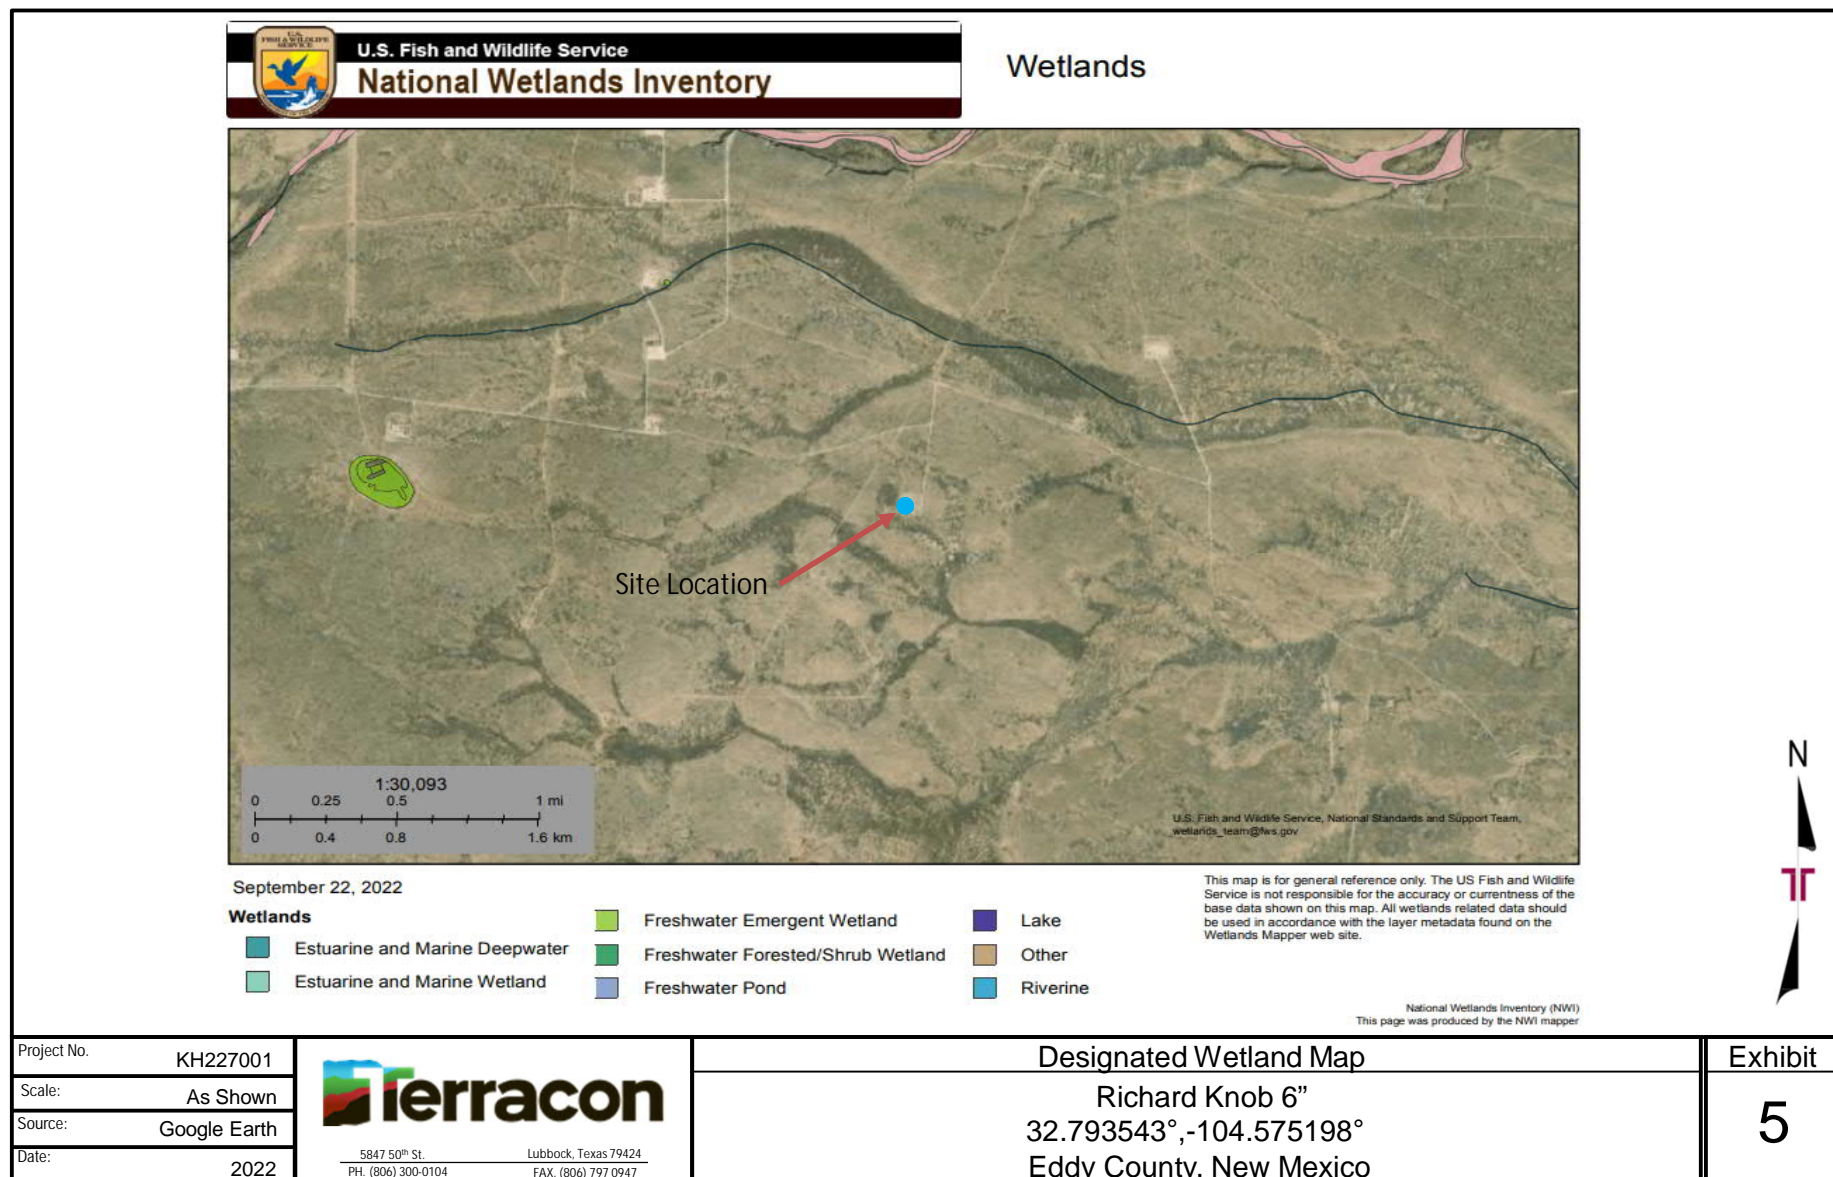 U.S.
FISH & WILDLIFE
SERVICE
U.S. Fish and Wildlife Service
National Wetlands Inventory
Wetlands
Site Location
1:30,093
0 0.25 0.5 1 mi
0 0.4 0.8 1.6 km
U.S. Fish and Wildlife Service, National Standards and Support Team,
wetlands_team@fws.gov
N
September 22, 2022
Wetlands
Estuarine and Marine Deepwater
Estuarine and Marine Wetland
Freshwater Emergent Wetland
Freshwater Forested/Shrub Wetland
Freshwater Pond
Lake
Other
Riverine
This map is for general reference only. The US Fish and Wildlife
Service is not responsible for the accuracy or currentness of the
base data shown on this map. All wetlands related data should
be used in accordance with the layer metadata found on the
Wetlands Mapper web site.
National Wetlands Inventory (NWI)
This page was produced by the NWI mapper
Project No. KH227001
Scale: As Shown
Source: Google Earth
Date: 2022
Terracon
5847 50th St. Lubbock, Texas 79424
PH. (806) 300-0104 FAX. (806) 797 0947
Designated Wetland Map
Richard Knob 6”
32.793543°,-104.575198°
Eddy County, New Mexico
Exhibit
5